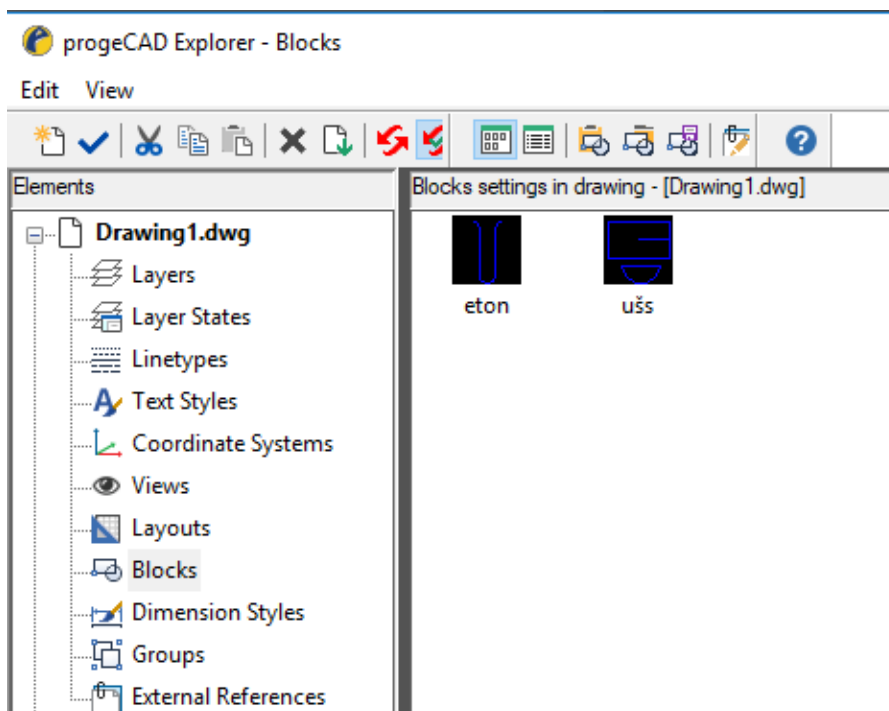 progeCAD Explorer - Blocks
Edit View
Elements
Blocks settings in drawing - [Drawing1.dwg]
Drawing1.dwg
Layers
Layer States
Linetypes
Text Styles
Coordinate Systems
Views
Layouts
Blocks
Dimension Styles
Groups
External References
eton
ušs